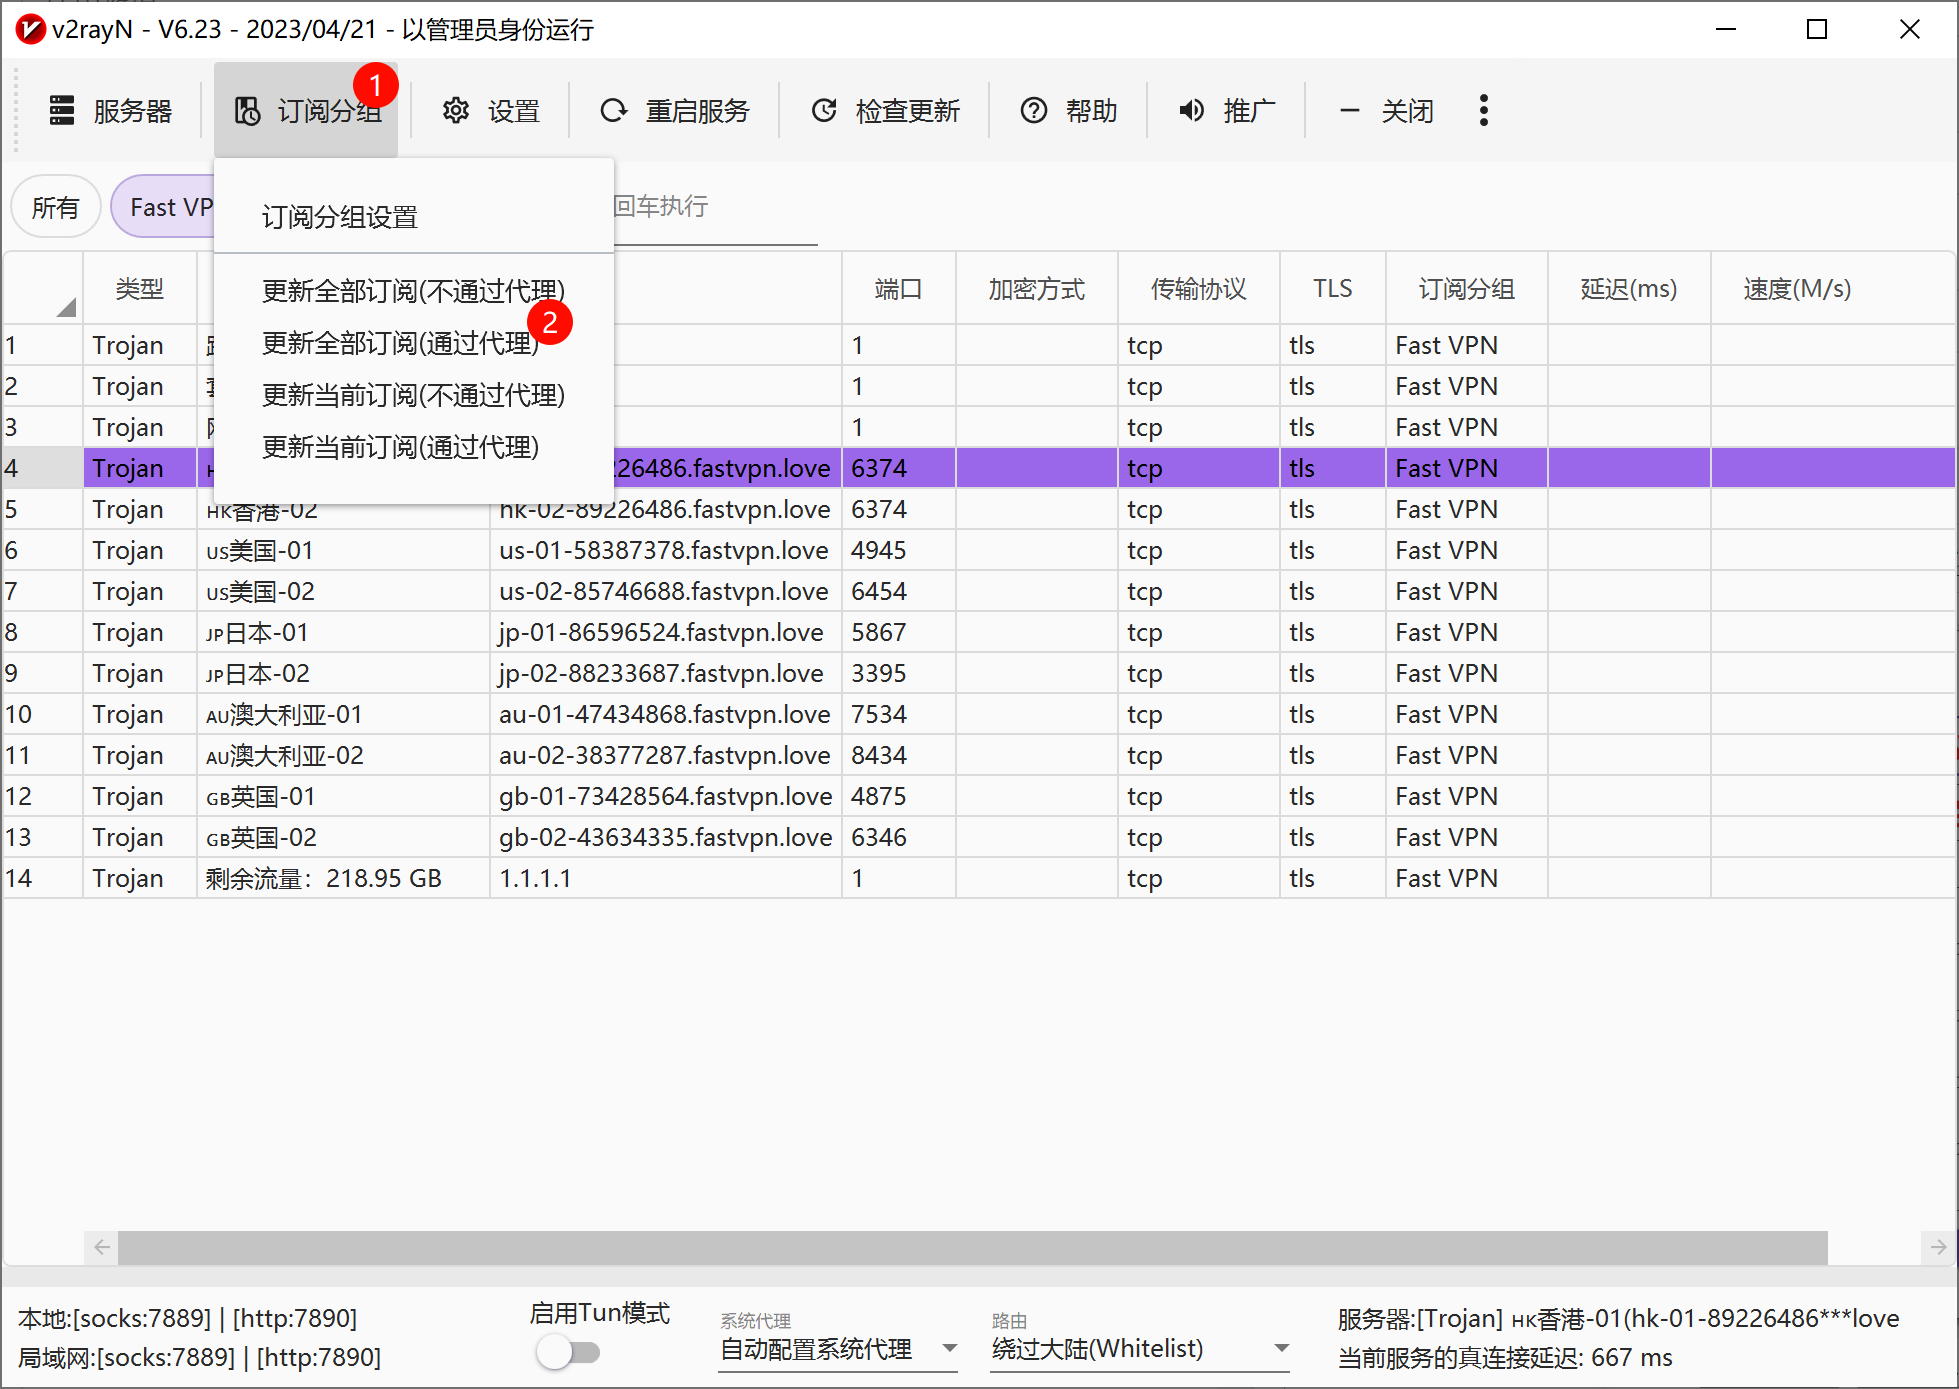 v2rayN - V6.23 - 2023/04/21 - 以管理员身份运行
服务器 订阅分组 1 设置 重启服务 检查更新 帮助 推广 关闭
所有 Fast VP 回车执行
订阅分组设置
更新全部订阅(不通过代理)
更新全部订阅(通过代理) 2
更新当前订阅(不通过代理)
更新当前订阅(通过代理)
类型 端口 加密方式 传输协议 TLS 订阅分组 延迟(ms) 速度(M/s)
1 Trojan 1 tcp tls Fast VPN
2 Trojan 1 tcp tls Fast VPN
3 Trojan 1 tcp tls Fast VPN
4 Trojan 226486.fastvpn.love 6374 tcp tls Fast VPN
5 Trojan HK香港-02 hk-02-89226486.fastvpn.love 6374 tcp tls Fast VPN
6 Trojan US美国-01 us-01-58387378.fastvpn.love 4945 tcp tls Fast VPN
7 Trojan US美国-02 us-02-85746688.fastvpn.love 6454 tcp tls Fast VPN
8 Trojan JP日本-01 jp-01-86596524.fastvpn.love 5867 tcp tls Fast VPN
9 Trojan JP日本-02 jp-02-88233687.fastvpn.love 3395 tcp tls Fast VPN
10 Trojan AU澳大利亚-01 au-01-47434868.fastvpn.love 7534 tcp tls Fast VPN
11 Trojan AU澳大利亚-02 au-02-38377287.fastvpn.love 8434 tcp tls Fast VPN
12 Trojan GB英国-01 gb-01-73428564.fastvpn.love 4875 tcp tls Fast VPN
13 Trojan GB英国-02 gb-02-43634335.fastvpn.love 6346 tcp tls Fast VPN
14 Trojan 剩余流量：218.95 GB 1.1.1.1 1 tcp tls Fast VPN
本地:[socks:7889] | [http:7890]
局域网:[socks:7889] | [http:7890]
启用Tun模式
系统代理
自动配置系统代理
路由
绕过大陆(Whitelist)
服务器:[Trojan] HK香港-01(hk-01-89226486***love
当前服务的真连接延迟: 667 ms